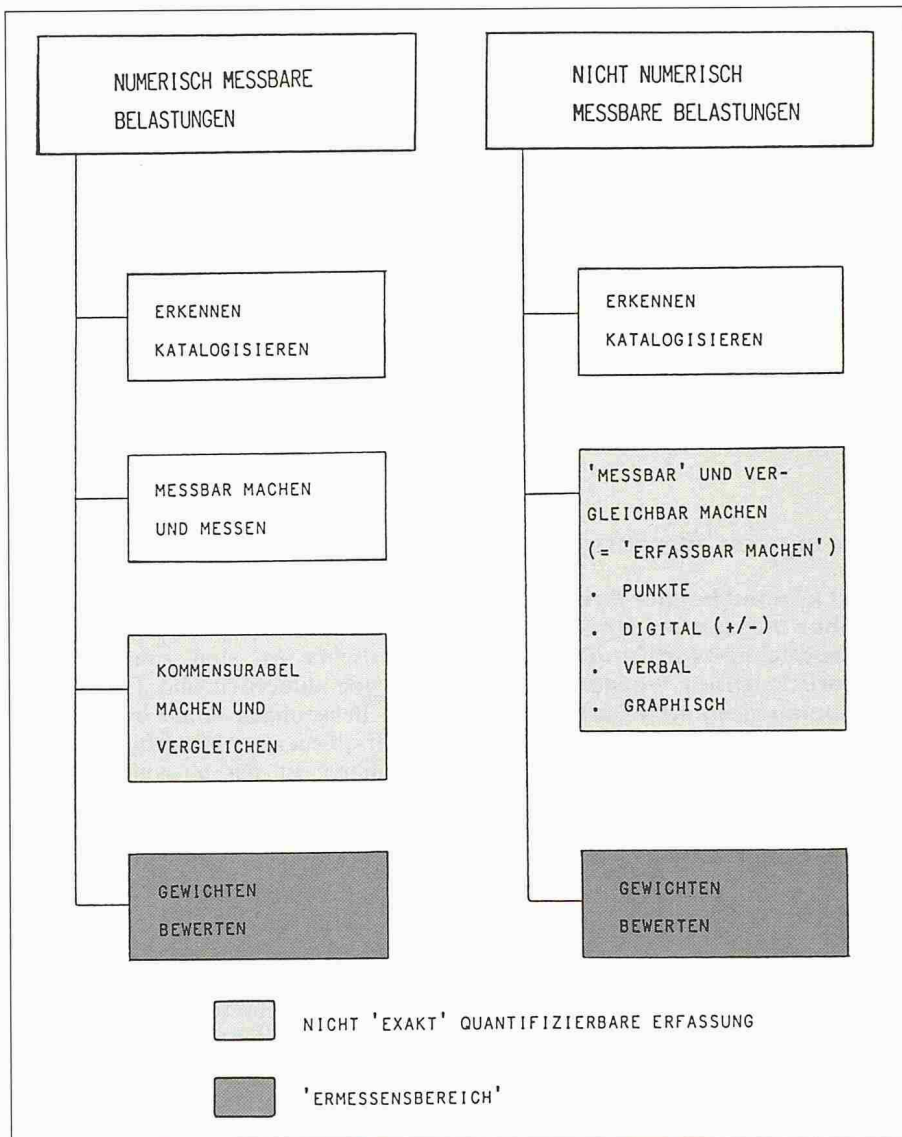 NUMERISCH MESSBARE
BELASTUNGEN
ERKENNEN
KATALOGISIEREN
MESSBAR MACHEN
UND MESSEN
KOMMENSURABEL
MACHEN UND
VERGLEICHEN
GEWICHTEN
BEWERTEN
NICHT NUMERISCH
MESSBARE BELASTUNGEN
ERKENNEN
KATALOGISIEREN
'MESSBAR' UND VER-
GLEICHBAR MACHEN
(= 'ERFASSBAR MACHEN')
. PUNKTE
. DIGITAL (+/-)
. VERBAL
. GRAPHISCH
GEWICHTEN
BEWERTEN
NICHT 'EXAKT' QUANTIFIZIERBARE ERFASSUNG
'ERMESSENSBEREICH'